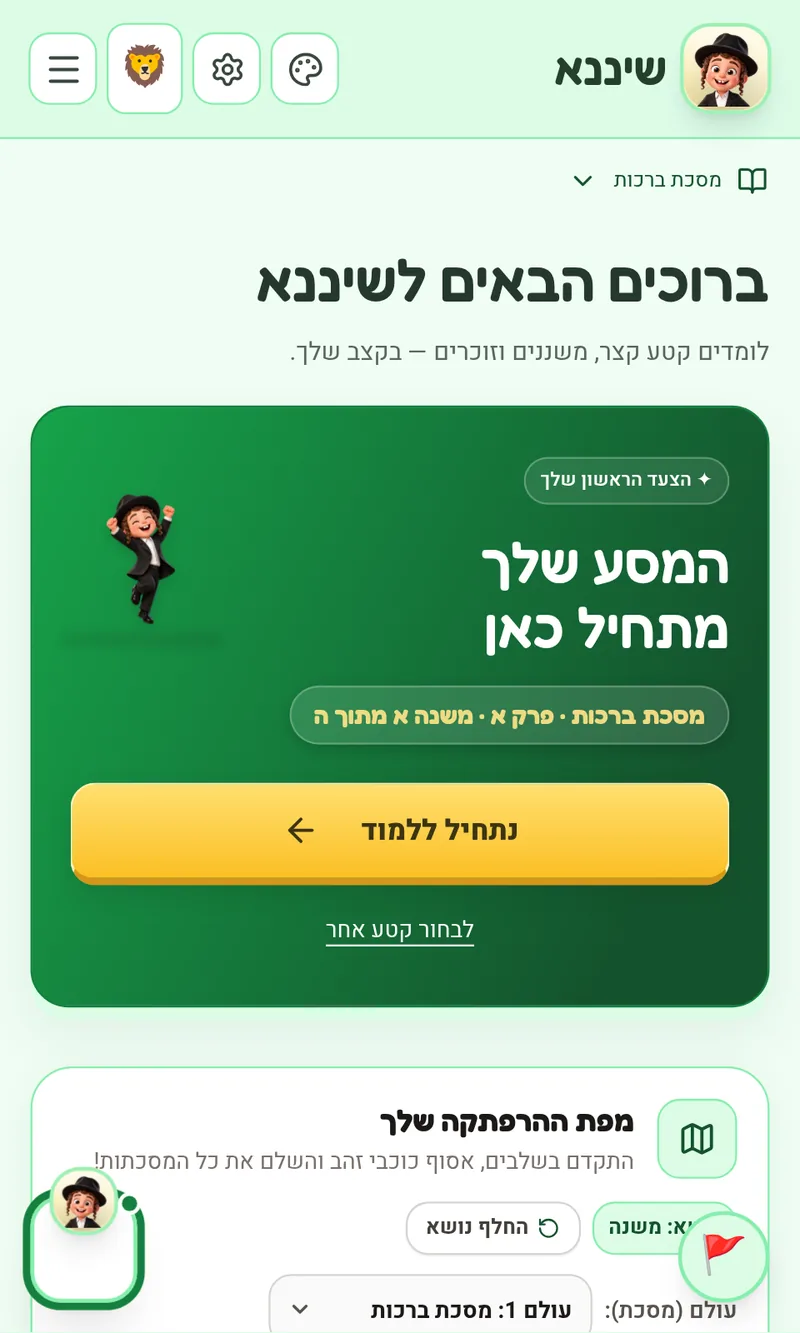 שיננא
מסכת ברכות
ברוכים הבאים לשיננא
לומדים קטע קצר, משננים וזוכרים — בקצב שלך.
✦ הצעד הראשון שלך
המסע שלך
מתחיל כאן
מסכת ברכות · פרק א · משנה א מתוך ה
נתחיל ללמוד
לבחור קטע אחר
מפת ההרפתקה שלך
התקדם בשלבים, אסוף כוכבי זהב והשלם את כל המסכתות!
משנה
החלף נושא
עולם (מסכת):
עולם 1: מסכת ברכות